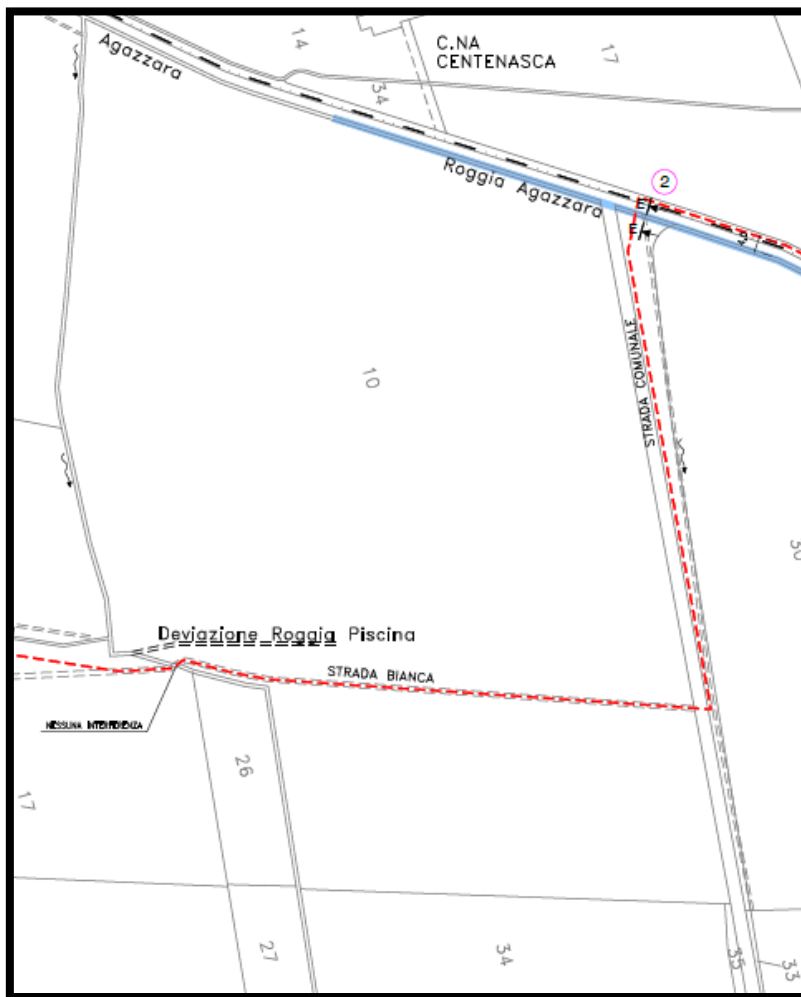 14
C.NA
CENTENASCA
17
Agazzara
34
Roggia Agazzara
2
E
E
10
STRADA COMUNALE
30
Deviazione Roggia Piscina
STRADA BIANCA
NESSUNA INTERFERENZA
26
17
27
34
35
33